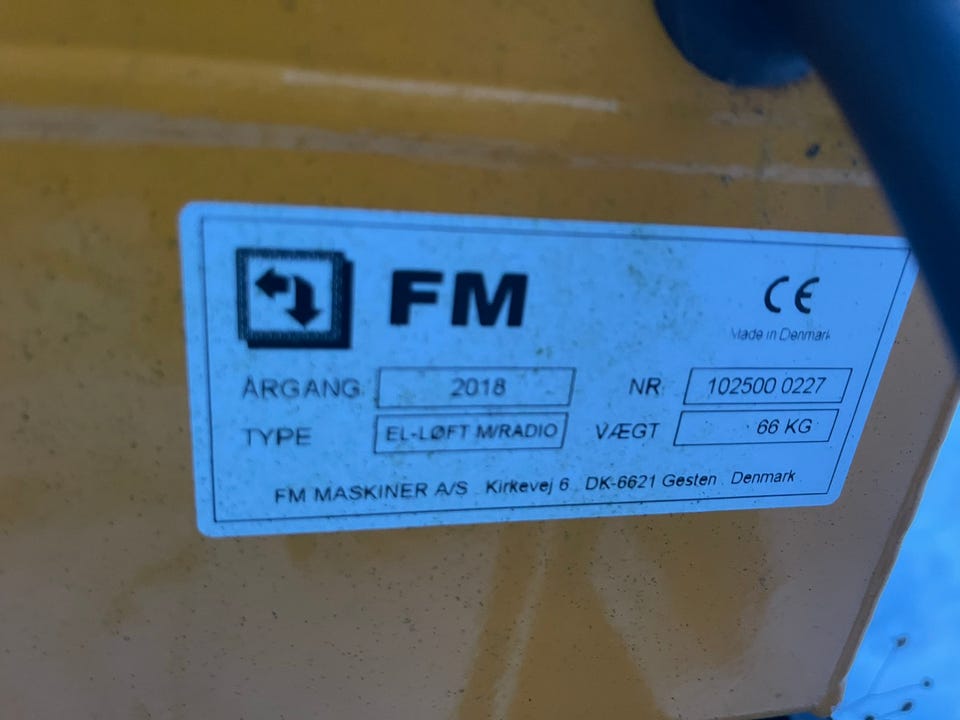 FM
CE
Made in Denmark
ÅRGANG 2018 NR 102500 0227
TYPE EL-LØFT M/RADIO VÆGT 66 KG
FM MASKINER A/S . Kirkevej 6 . DK-6621 Gesten . Denmark